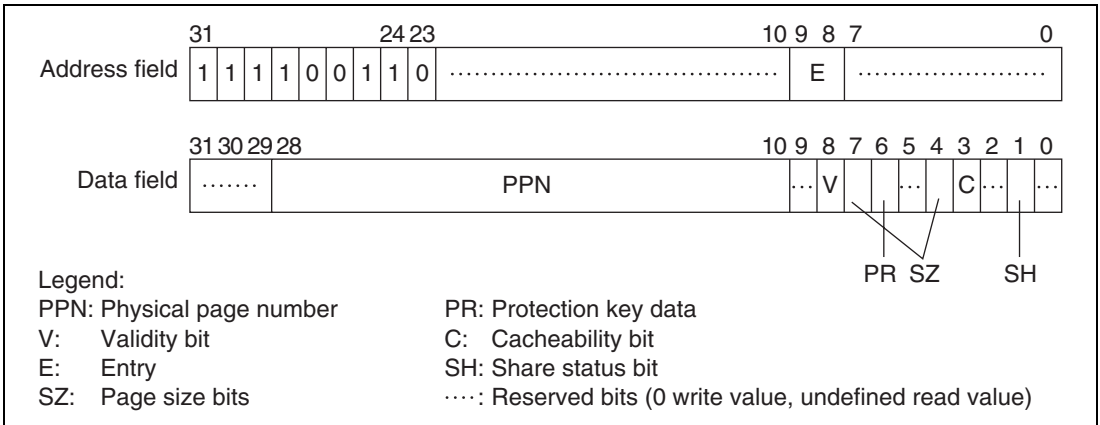 31 24 23 10 9 8 7 0
Address field 1 1 1 1 0 0 1 1 0 ·········· E ··········
31 30 29 28 10 9 8 7 6 5 4 3 2 1 0
Data field ······· PPN ··· V ··· C ··· ···
PR SZ SH
Legend:
PPN: Physical page number PR: Protection key data
V: Validity bit C: Cacheability bit
E: Entry SH: Share status bit
SZ: Page size bits ····: Reserved bits (0 write value, undefined read value)